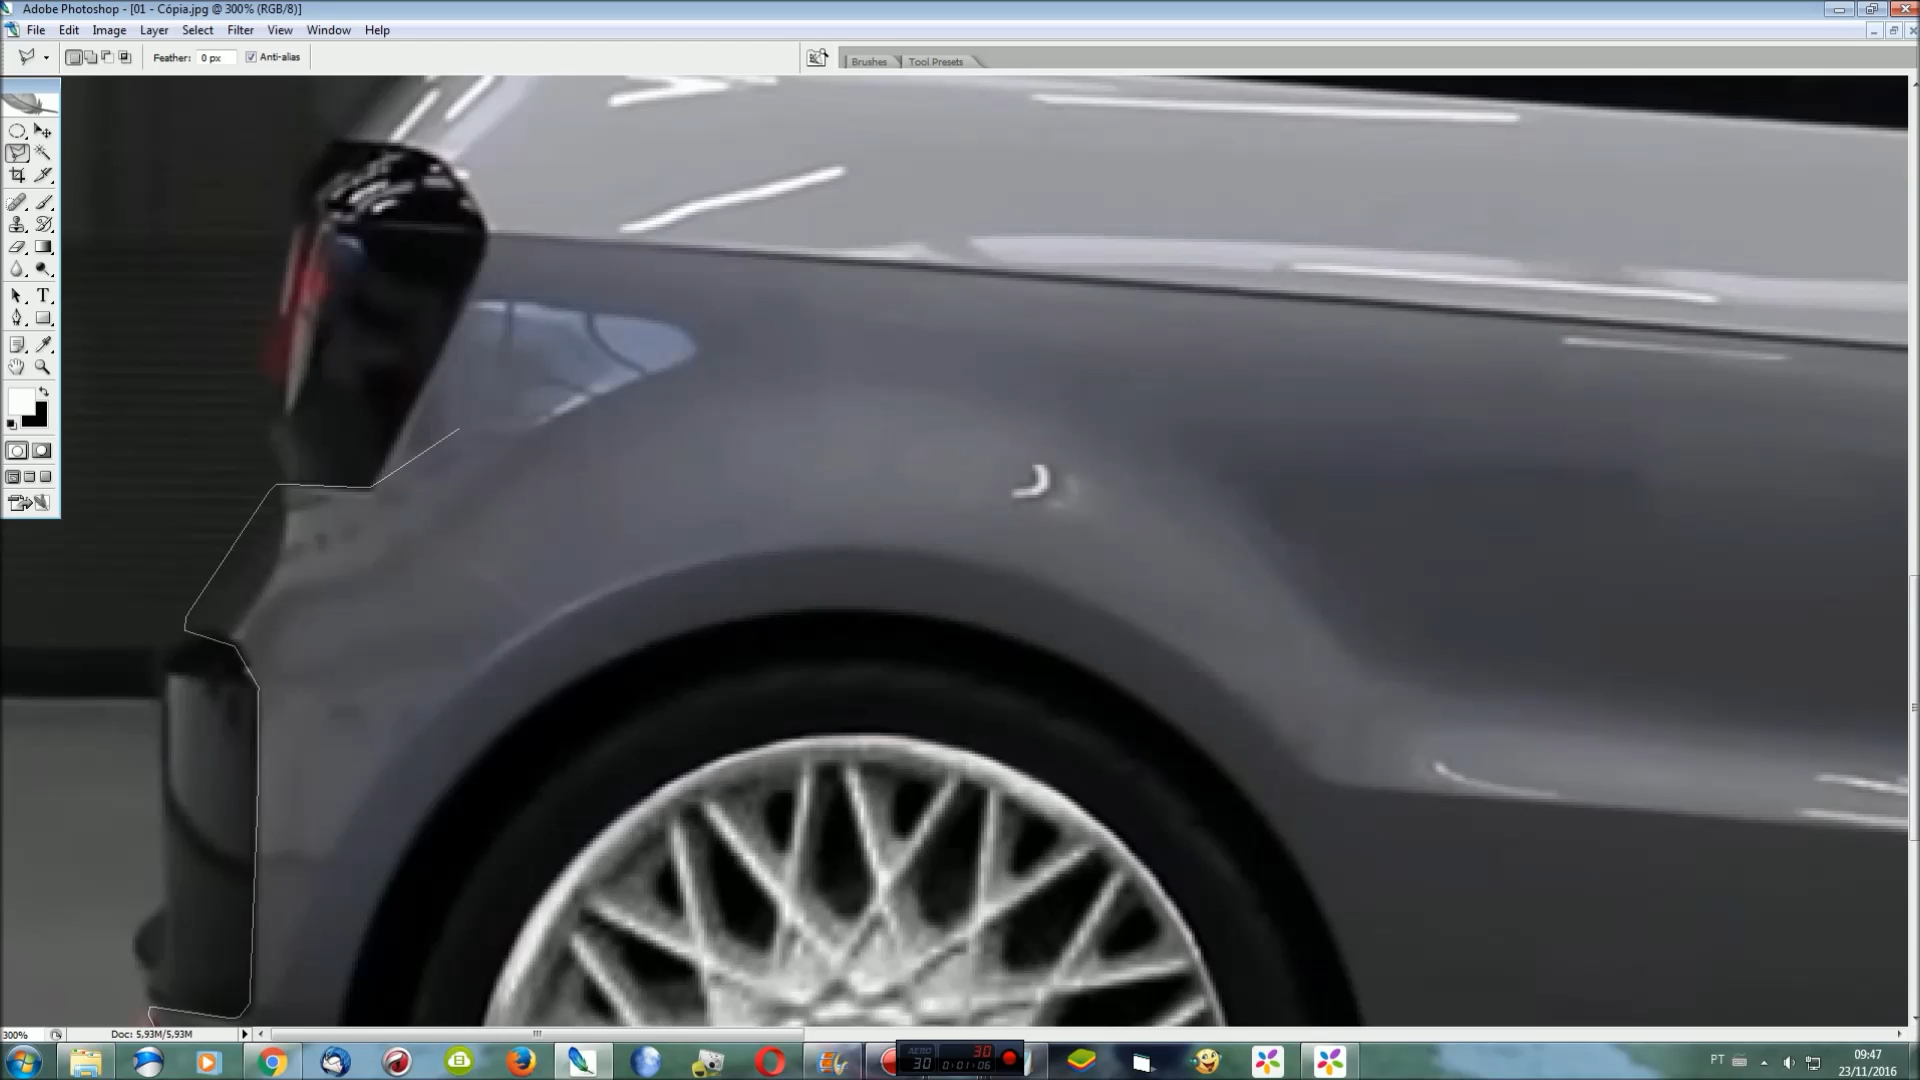 Adobe Photoshop - [01 - Cópia.jpg @ 300% (RGB/8)]
File Edit Image Layer Select Filter View Window Help
Feather: 0 px Anti-alias Brushes Tool Presets
T
300% Doc: 5,93M/5,93M
AERO 30
30 0:01:06
PT 09:47
23/11/2016